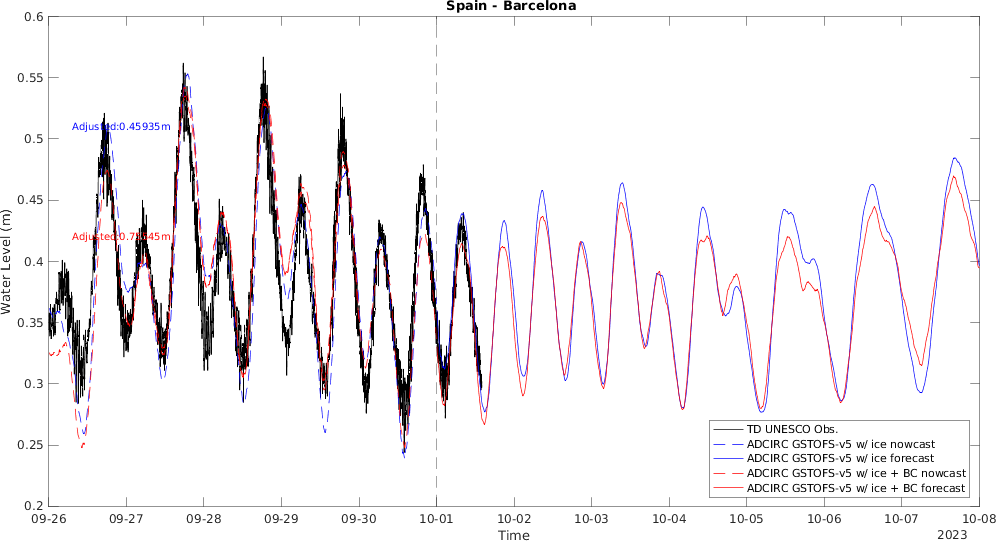 Spain - Barcelona
0.6
0.55
0.5
0.45
0.4
0.35
0.3
0.25
0.2
Water Level (m)
Adjusted:0.45935m
09-26 09-27 09-28 09-29 09-30 10-01 10-02 10-03 10-04 10-05 10-06 10-07 10-08
Time
2023
TD UNESCO Obs.
ADCIRC GSTOFS-v5 w/ ice nowcast
ADCIRC GSTOFS-v5 w/ ice forecast
ADCIRC GSTOFS-v5 w/ ice + BC nowcast
ADCIRC GSTOFS-v5 w/ ice + BC forecast